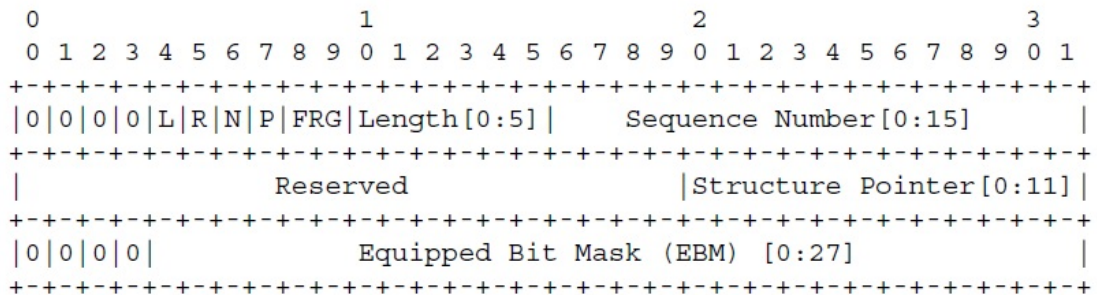 0                   1                   2                   3
 0 1 2 3 4 5 6 7 8 9 0 1 2 3 4 5 6 7 8 9 0 1 2 3 4 5 6 7 8 9 0 1
+-+-+-+-+-+-+-+-+-+-+-+-+-+-+-+-+-+-+-+-+-+-+-+-+-+-+-+-+-+-+-+-+
|0|0|0|0|L|R|N|P|FRG|Length[0:5]|    Sequence Number[0:15]      |
+-+-+-+-+-+-+-+-+-+-+-+-+-+-+-+-+-+-+-+-+-+-+-+-+-+-+-+-+-+-+-+-+
|               Reserved                |Structure Pointer[0:11]|
+-+-+-+-+-+-+-+-+-+-+-+-+-+-+-+-+-+-+-+-+-+-+-+-+-+-+-+-+-+-+-+-+
|0|0|0|0|            Equipped Bit Mask (EBM) [0:27]             |
+-+-+-+-+-+-+-+-+-+-+-+-+-+-+-+-+-+-+-+-+-+-+-+-+-+-+-+-+-+-+-+-+